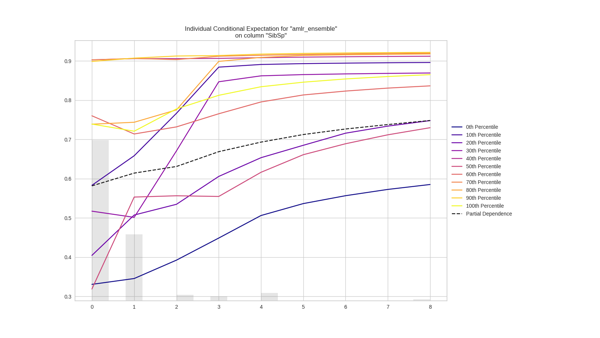 Individual Conditional Expectation for "amlr_ensemble"
on column "SibSp"
0.9
0.8
0.7
0.6
0.5
0.4
0.3
0 1 2 3 4 5 6 7 8
0th Percentile
10th Percentile
20th Percentile
30th Percentile
40th Percentile
50th Percentile
60th Percentile
70th Percentile
80th Percentile
90th Percentile
100th Percentile
Partial Dependence